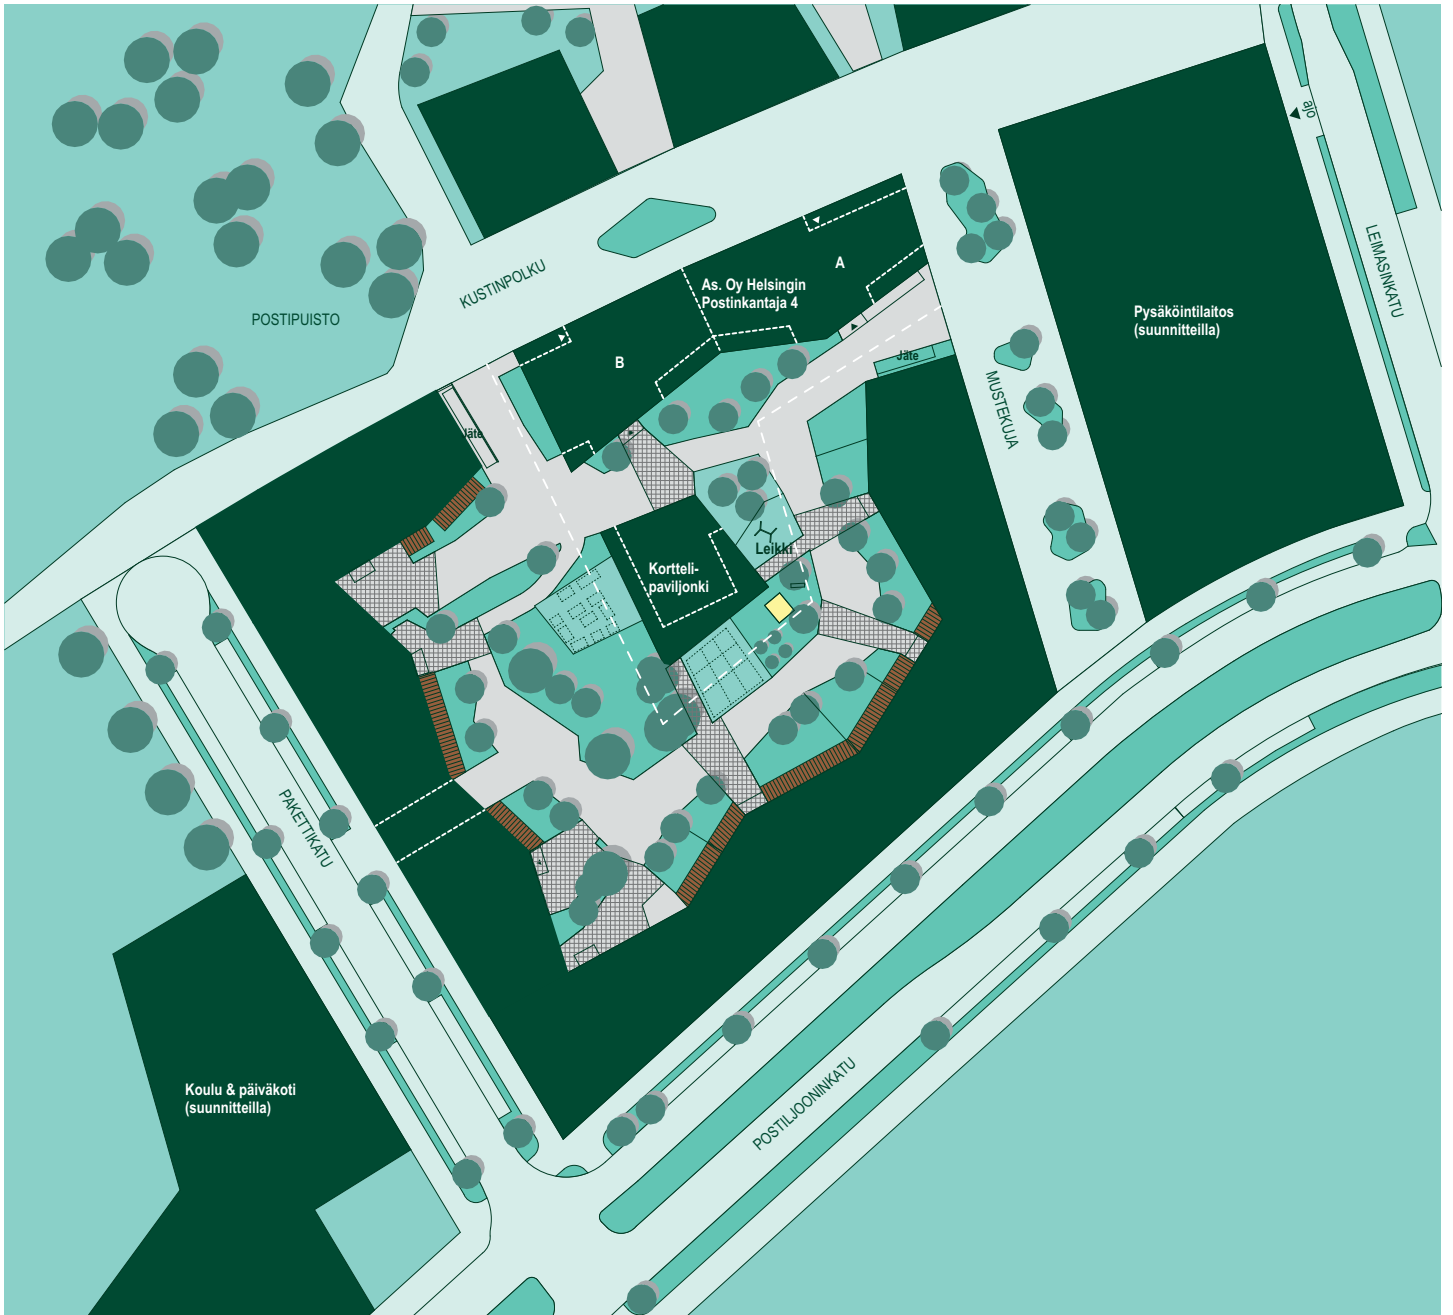 ajo
LEIMASINKATU
KUSTINPOLKU
A
As. Oy Helsingin
Postinkantaja 4
POSTIPUISTO
Pysäköintilaitos
(suunnitteilla)
B
Jäte
MUSTEKUJA
Jäte
Leikki
Kortteli-
paviljonki
PAKETTIKATU
Koulu & päiväkoti
(suunnitteilla)
POSTILJOONINKATU